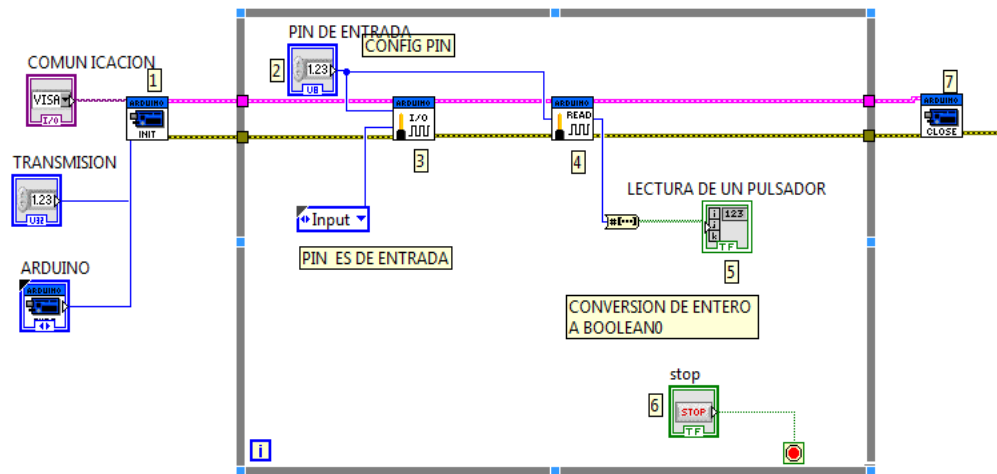 PIN DE ENTRADA
CONFIG PIN
COMUN ICACION
1
2
1.23
U8
7
VISA
I/O
ARDUINO
INIT
ARDUINO
I/O
3
ARDUINO
READ
4
ARDUINO
CLOSE
TRANSMISION
1.23
U32
LECTURA DE UN PULSADOR
Input
#[...]
i
j
k
123
TF
5
PIN ES DE ENTRADA
ARDUINO
ARDUINO
CONVERSION DE ENTERO
A BOOLEAN0
stop
6
STOP
TF
i